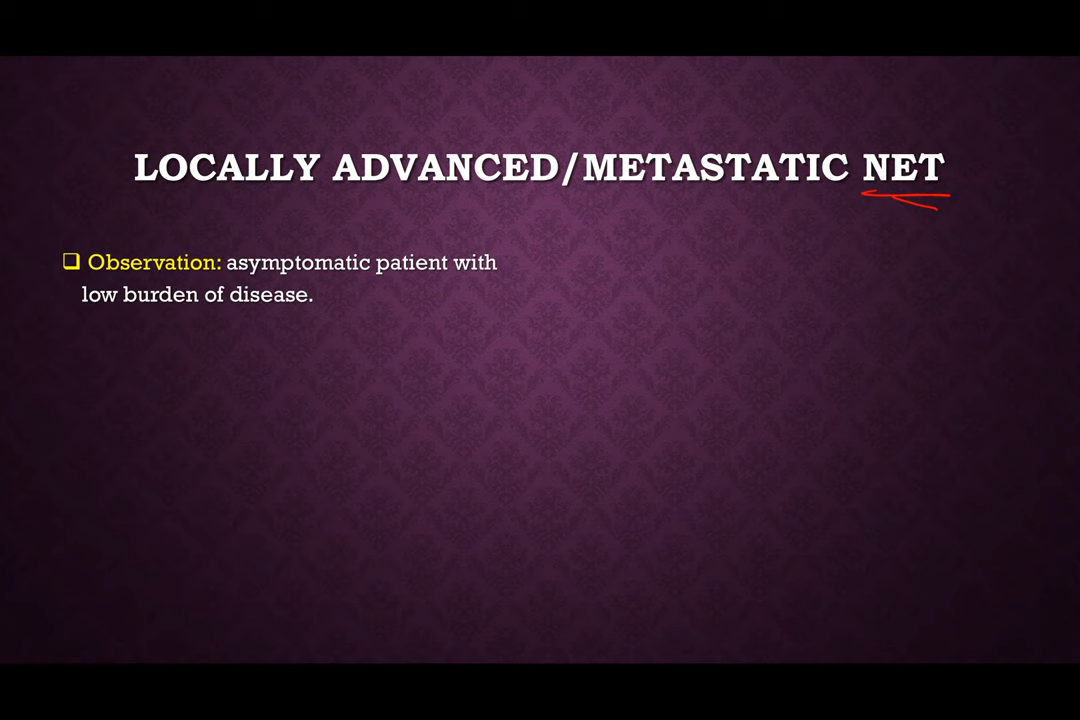 LOCALLY ADVANCED/METASTATIC NET
Observation: asymptomatic patient with
low burden of disease.